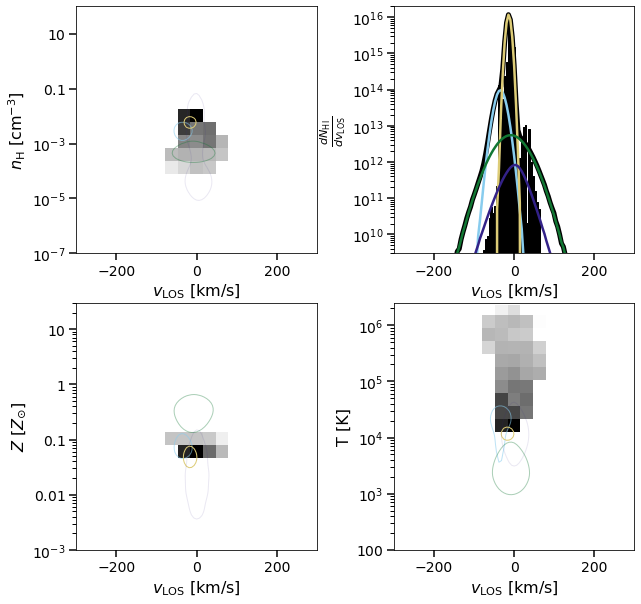 10
0.1
10⁻³
10⁻⁵
10⁻⁷
n_H [cm⁻³]
−200 0 200
v_LOS [km/s]
10¹⁶
10¹⁵
10¹⁴
10¹³
10¹²
10¹¹
10¹⁰
dN_HI
dv_LOS
−200 0 200
v_LOS [km/s]
10
1
0.1
0.01
10⁻³
Z [Z_⊙]
−200 0 200
v_LOS [km/s]
10⁶
10⁵
10⁴
10³
100
T [K]
−200 0 200
v_LOS [km/s]